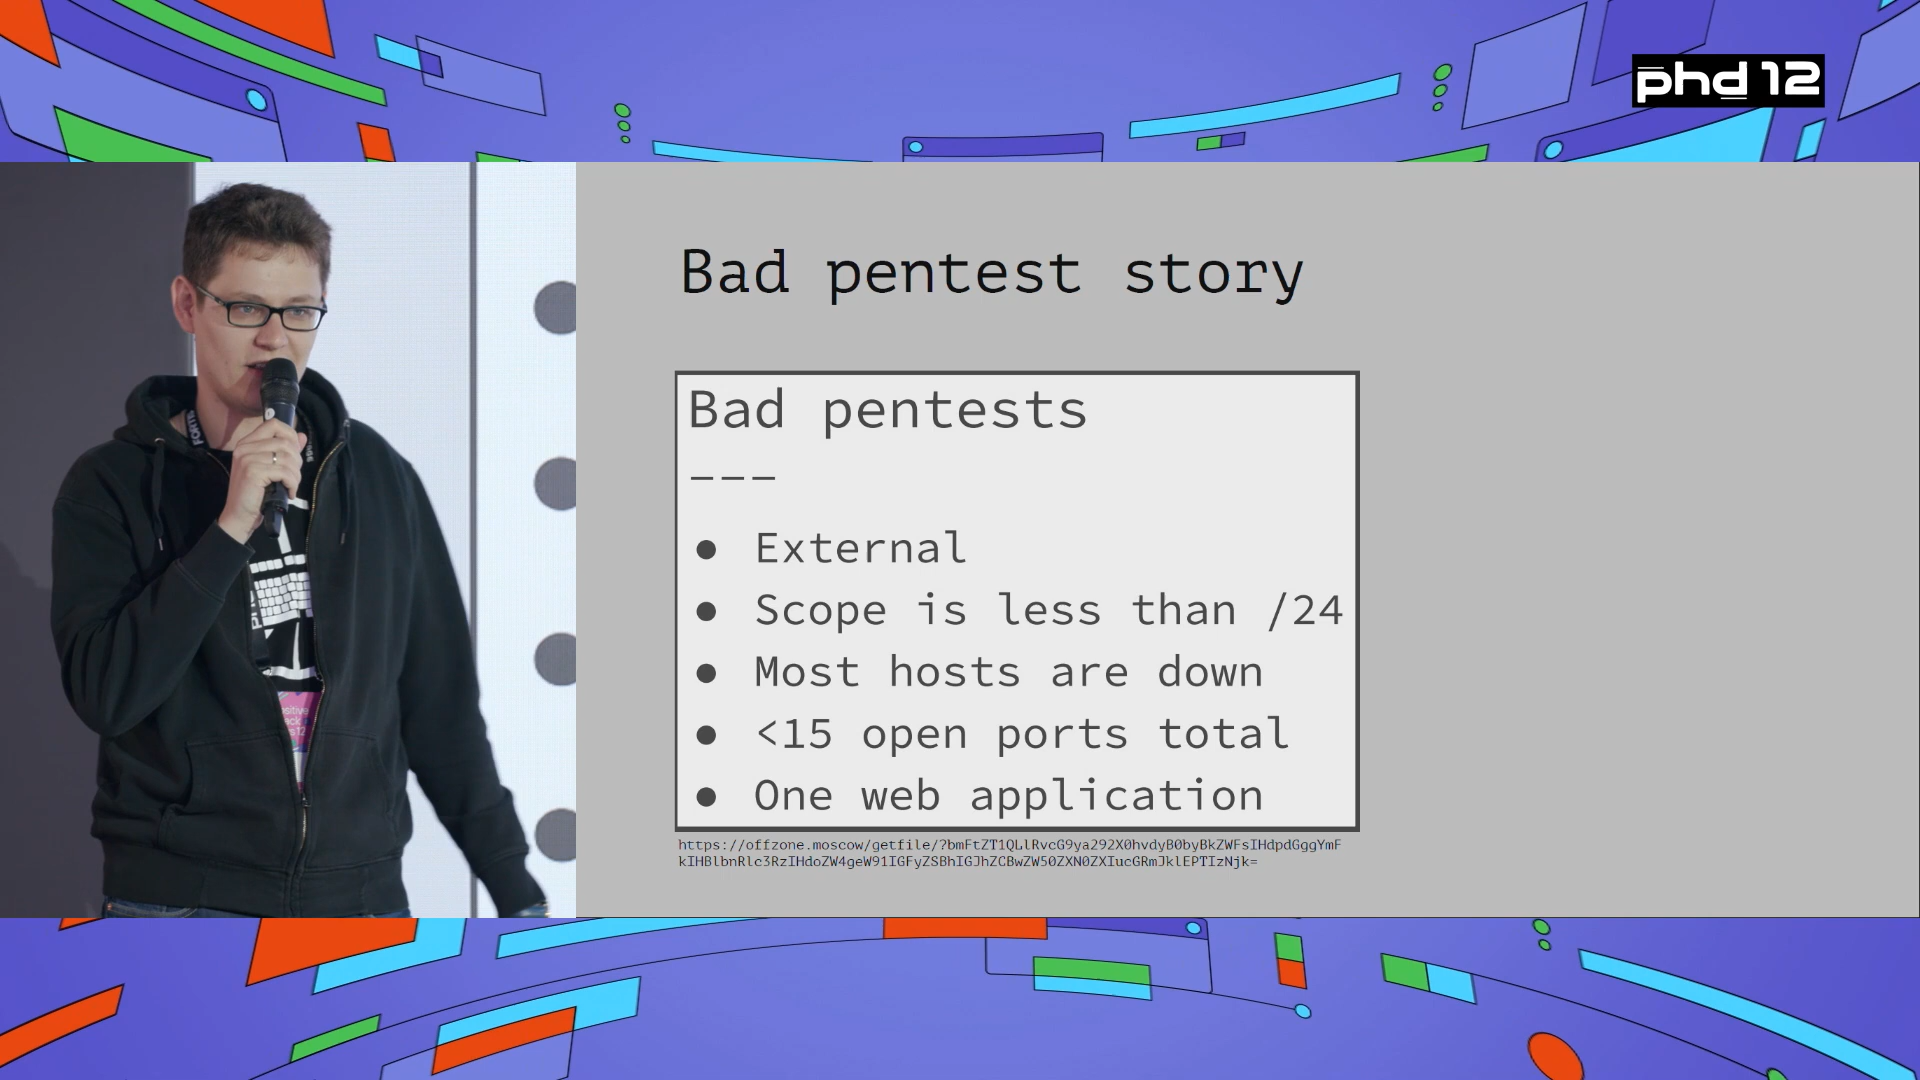 phd 12
Bad pentest story
Bad pentests
---
● External
● Scope is less than /24
● Most hosts are down
● <15 open ports total
● One web application
https://offzone.moscow/getfile/?bmFtZT1QLlRvcG9ya292X0hvdyB0byBkZWFsIHdpdGggYmF
kIHBlbnRlc3RzIHdoZW4geW91IGFyZSBhIGJhZCBwZW50ZXN0ZXIucGRmJklEPTIzNjk=